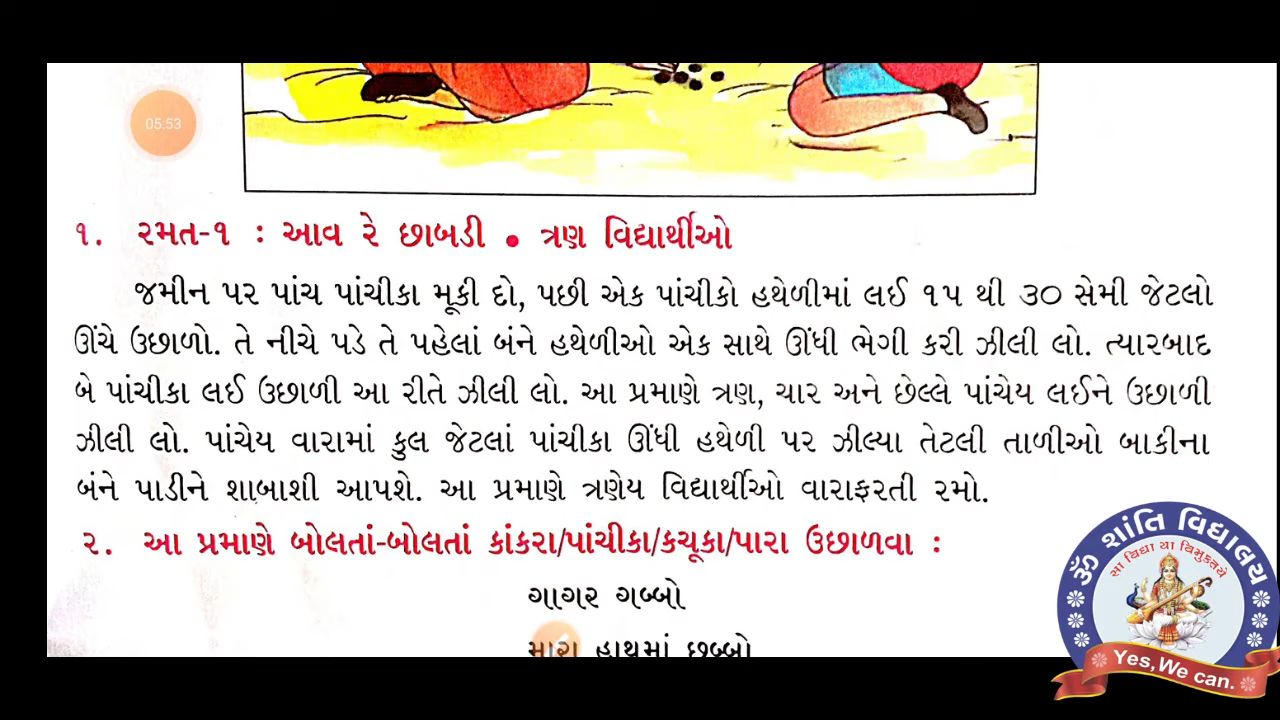 05:53
૧. રમત-૧ : આવ રે છાબડી • ત્રણ વિદ્યાર્થીઓ
જમીન પર પાંચ પાંચીકા મૂકી દો, પછી એક પાંચીકો હથેળીમાં લઈ ૧૫ થી ૩૦ સેમી જેટલો
ઊંચે ઉછાળો. તે નીચે પડે તે પહેલાં બંને હથેળીઓ એક સાથે ઊંધી ભેગી કરી ઝીલી લો. ત્યારબાદ
બે પાંચીકા લઈ ઉછાળી આ રીતે ઝીલી લો. આ પ્રમાણે ત્રણ, ચાર અને છેલ્લે પાંચેય લઈને ઉછાળી
ઝીલી લો. પાંચેય વારામાં કુલ જેટલાં પાંચીકા ઊંધી હથેળી પર ઝીલ્યા તેટલી તાળીઓ બાકીના
બંને પાડીને શાબાશી આપશે. આ પ્રમાણે ત્રણેય વિદ્યાર્થીઓ વારાફરતી રમો.
૨. આ પ્રમાણે બોલતાં-બોલતાં કાંકરા/પાંચીકા/કચૂકા/પારા ઉછાળવા :
ગાગર ગબ્બો
મારા હાથમાં છબ્બો
ૐ શાંતિ વિદ્યાલય
સા વિદ્યા યા વિમુક્તયે
Yes, We can.